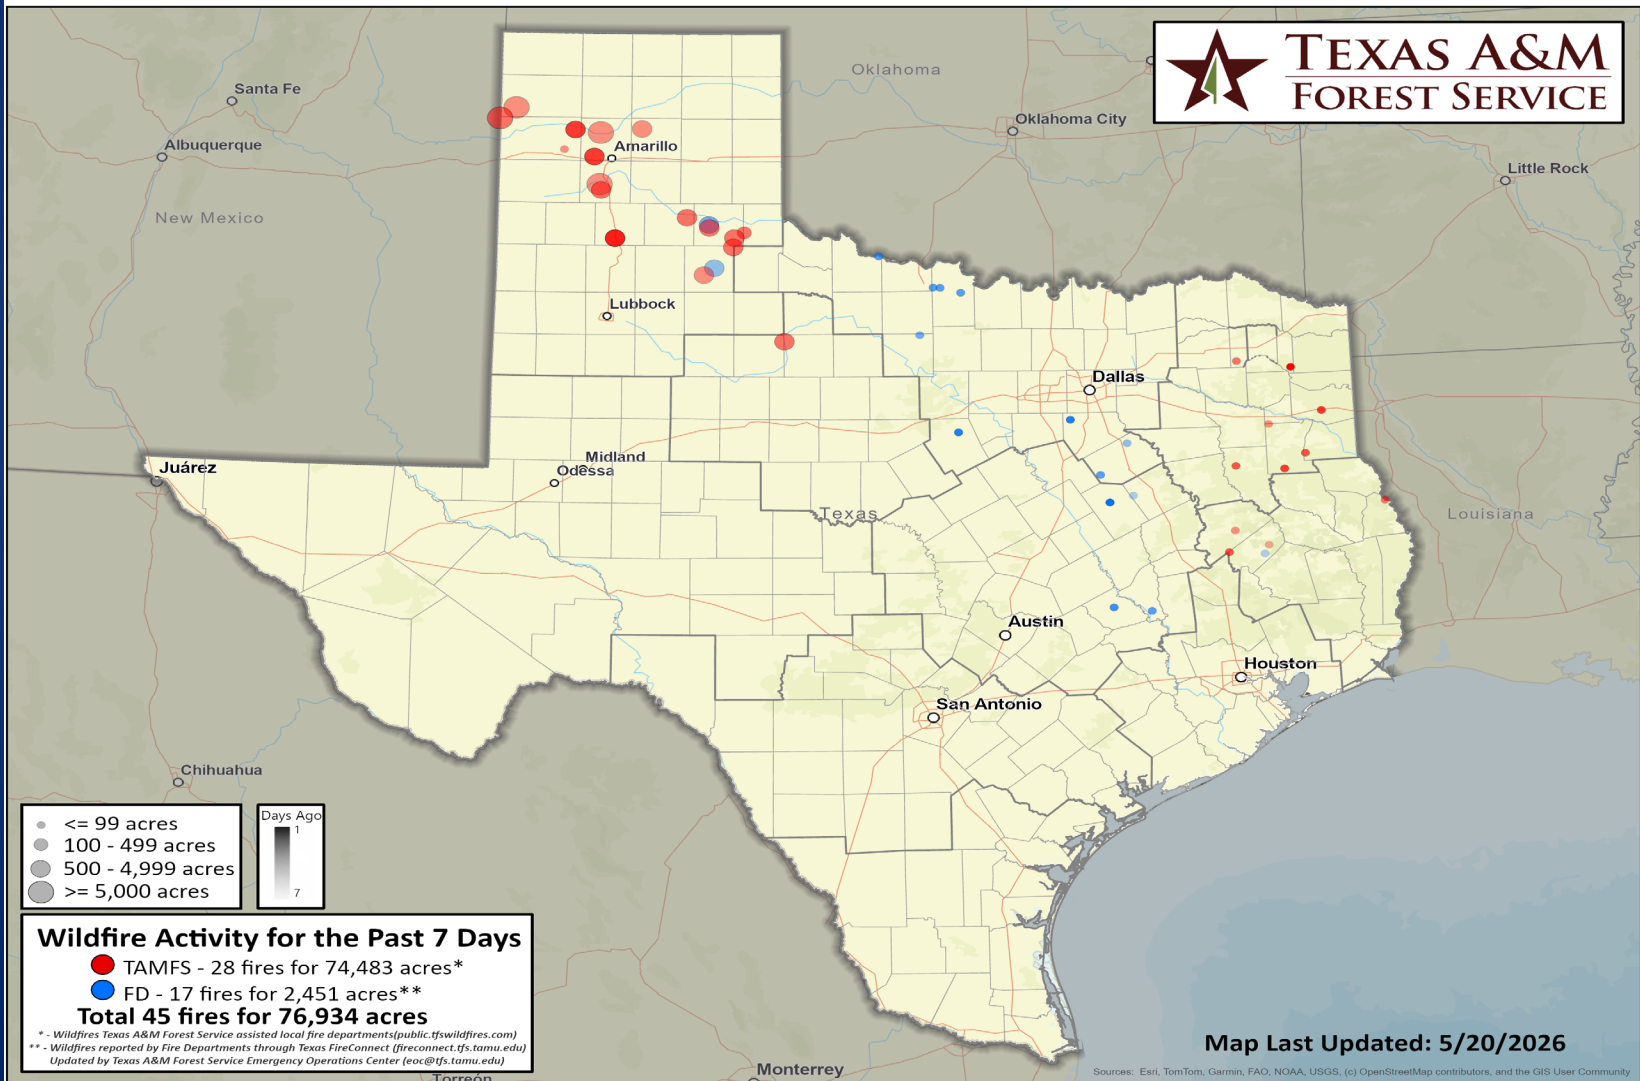 TEXAS A&M
FOREST SERVICE
Oklahoma
Santa Fe
Oklahoma City
Albuquerque
Amarillo
Little Rock
New Mexico
Lubbock
Dallas
Midland
Odessa
Juárez
Texas
Louisiana
Austin
Houston
San Antonio
Chihuahua
<= 99 acres
100 - 499 acres
500 - 4,999 acres
>= 5,000 acres
Days Ago
1
7
Wildfire Activity for the Past 7 Days
TAMFS - 28 fires for 74,483 acres*
FD - 17 fires for 2,451 acres**
Total 45 fires for 76,934 acres
* - Wildfires Texas A&M Forest Service assisted local fire departments(public.tfswildfires.com)
** - Wildfires reported by Fire Departments through Texas FireConnect (fireconnect.tfs.tamu.edu)
Updated by Texas A&M Forest Service Emergency Operations Center (eoc@tfs.tamu.edu)
Map Last Updated: 5/20/2026
Sources: Esri, TomTom, Garmin, FAO, NOAA, USGS, (c) OpenStreetMap contributors, and the GIS User Community
Monterrey
Torreón